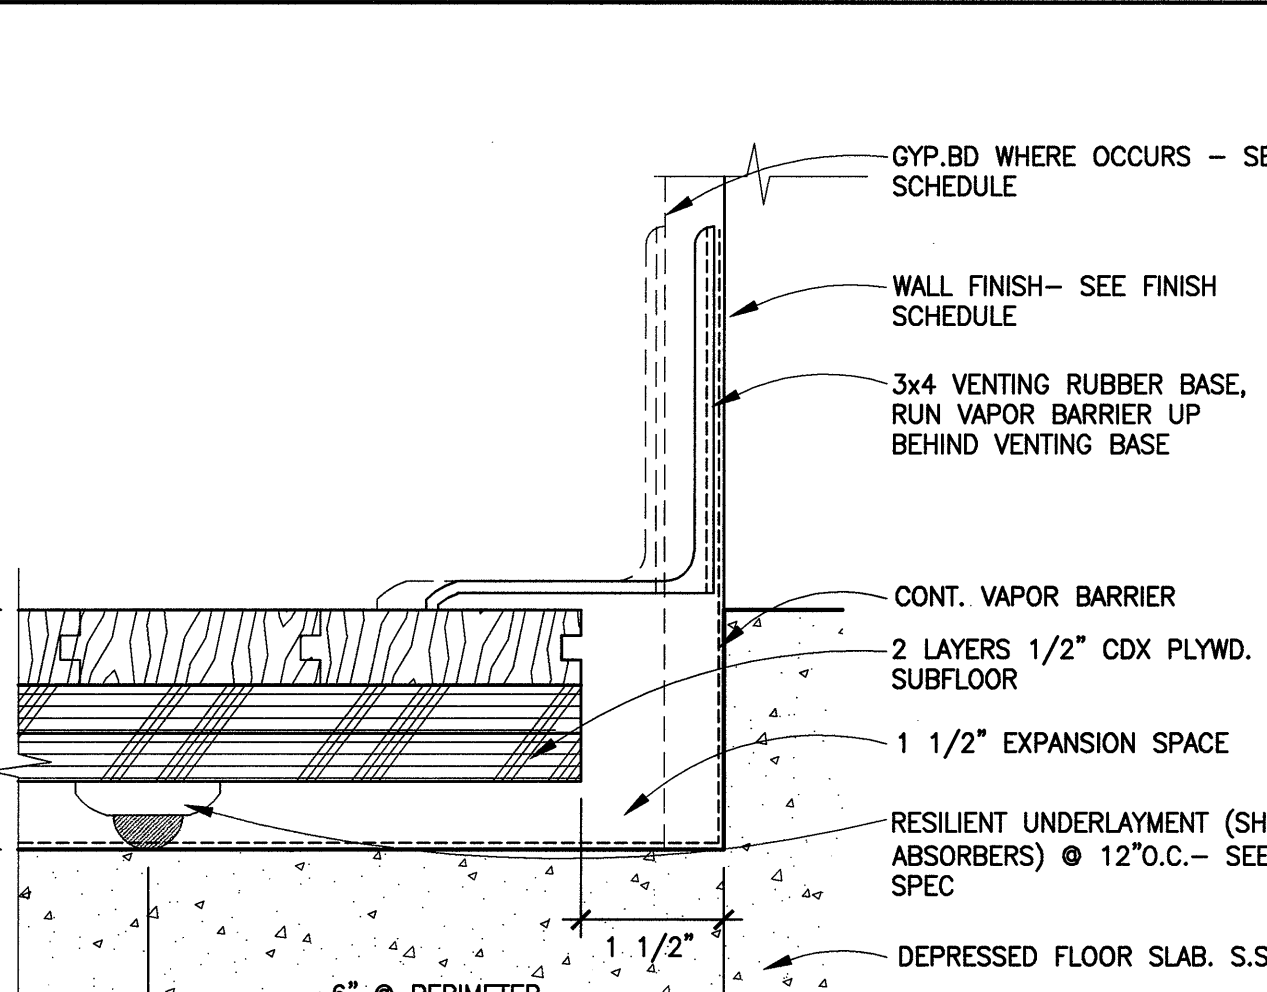 GYP.BD WHERE OCCURS – SE
SCHEDULE
WALL FINISH– SEE FINISH
SCHEDULE
3x4 VENTING RUBBER BASE,
RUN VAPOR BARRIER UP
BEHIND VENTING BASE
CONT. VAPOR BARRIER
2 LAYERS 1/2" CDX PLYWD.
SUBFLOOR
1 1/2" EXPANSION SPACE
RESILIENT UNDERLAYMENT (SH
ABSORBERS) @ 12"O.C.– SEE
SPEC
1 1/2"
DEPRESSED FLOOR SLAB. S.S
6" @ PERIMETER